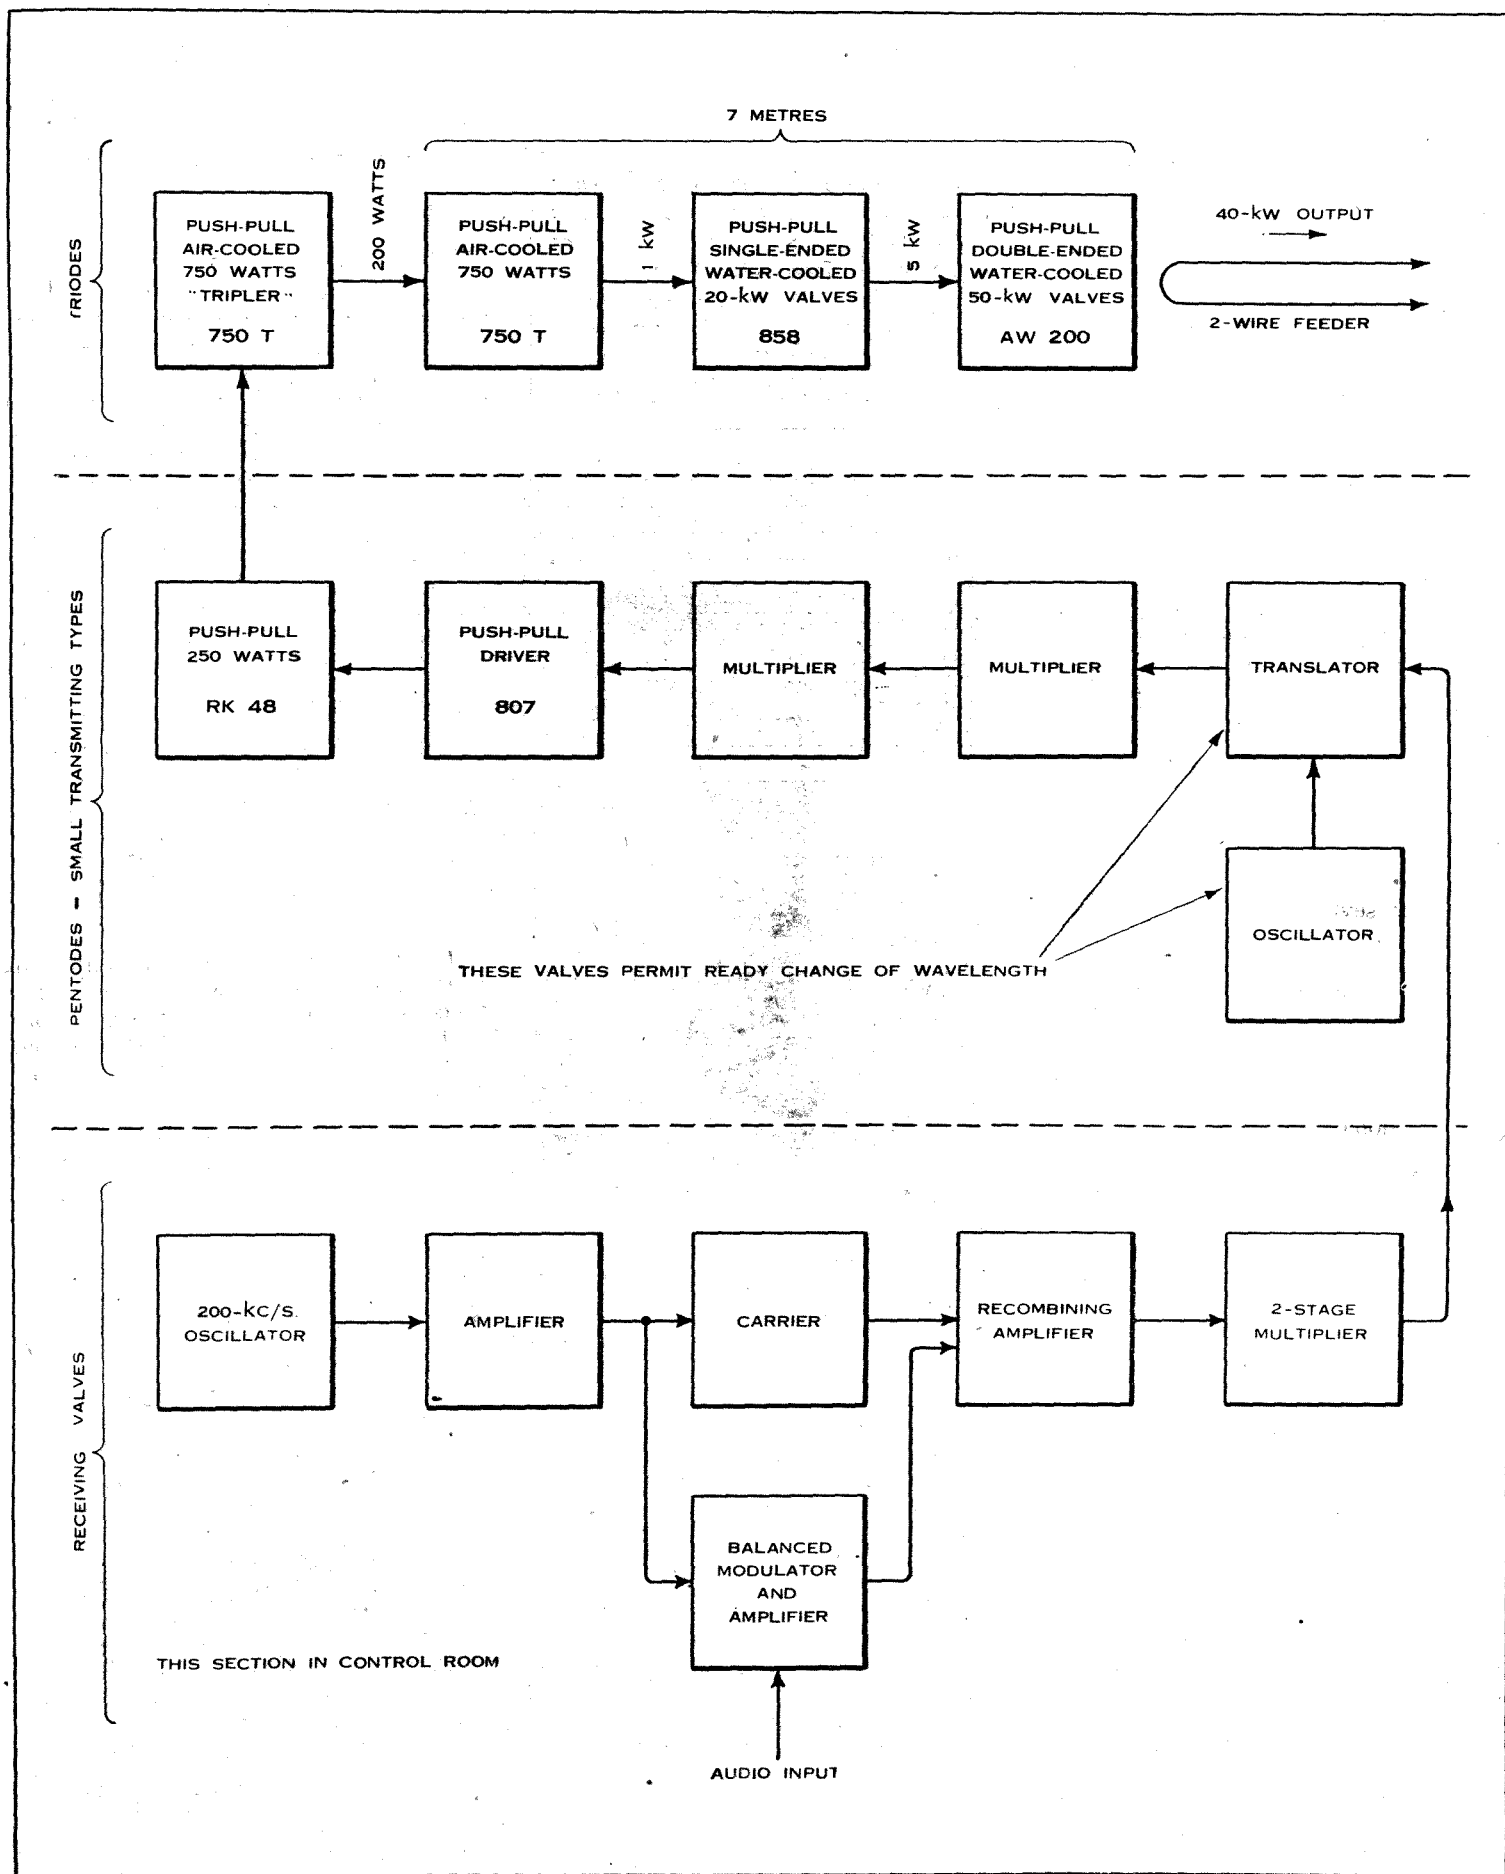 7 METRES
TRIODES
PUSH-PULL
AIR-COOLED
750 WATTS
"TRIPLER"
750 T
200 WATTS
PUSH-PULL
AIR-COOLED
750 WATTS
750 T
1 kW
PUSH-PULL
SINGLE-ENDED
WATER-COOLED
20-kW VALVES
858
5 kW
PUSH-PULL
DOUBLE-ENDED
WATER-COOLED
50-kW VALVES
AW 200
40-kW OUTPUT
2-WIRE FEEDER
PENTODES - SMALL TRANSMITTING TYPES
PUSH-PULL
250 WATTS
RK 48
PUSH-PULL
DRIVER
807
MULTIPLIER
MULTIPLIER
TRANSLATOR
OSCILLATOR
THESE VALVES PERMIT READY CHANGE OF WAVELENGTH
RECEIVING VALVES
200-kC/S.
OSCILLATOR
AMPLIFIER
CARRIER
RECOMBINING
AMPLIFIER
2-STAGE
MULTIPLIER
BALANCED
MODULATOR
AND
AMPLIFIER
THIS SECTION IN CONTROL ROOM
AUDIO INPUT